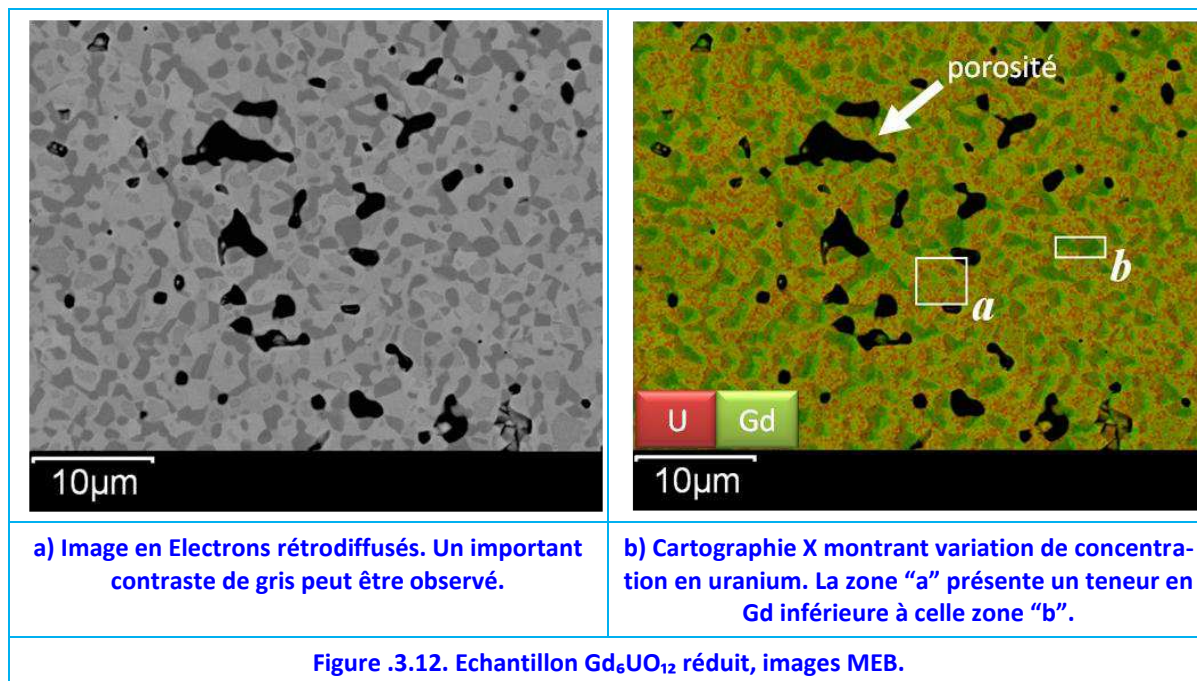 porosité
a
b
U
Gd
10µm
10µm
a) Image en Electrons rétrodiffusés. Un important
contraste de gris peut être observé.
b) Cartographie X montrant variation de concentra-
tion en uranium. La zone “a” présente un teneur en
Gd inférieure à celle zone “b”.
Figure .3.12. Echantillon Gd₆UO₁₂ réduit, images MEB.